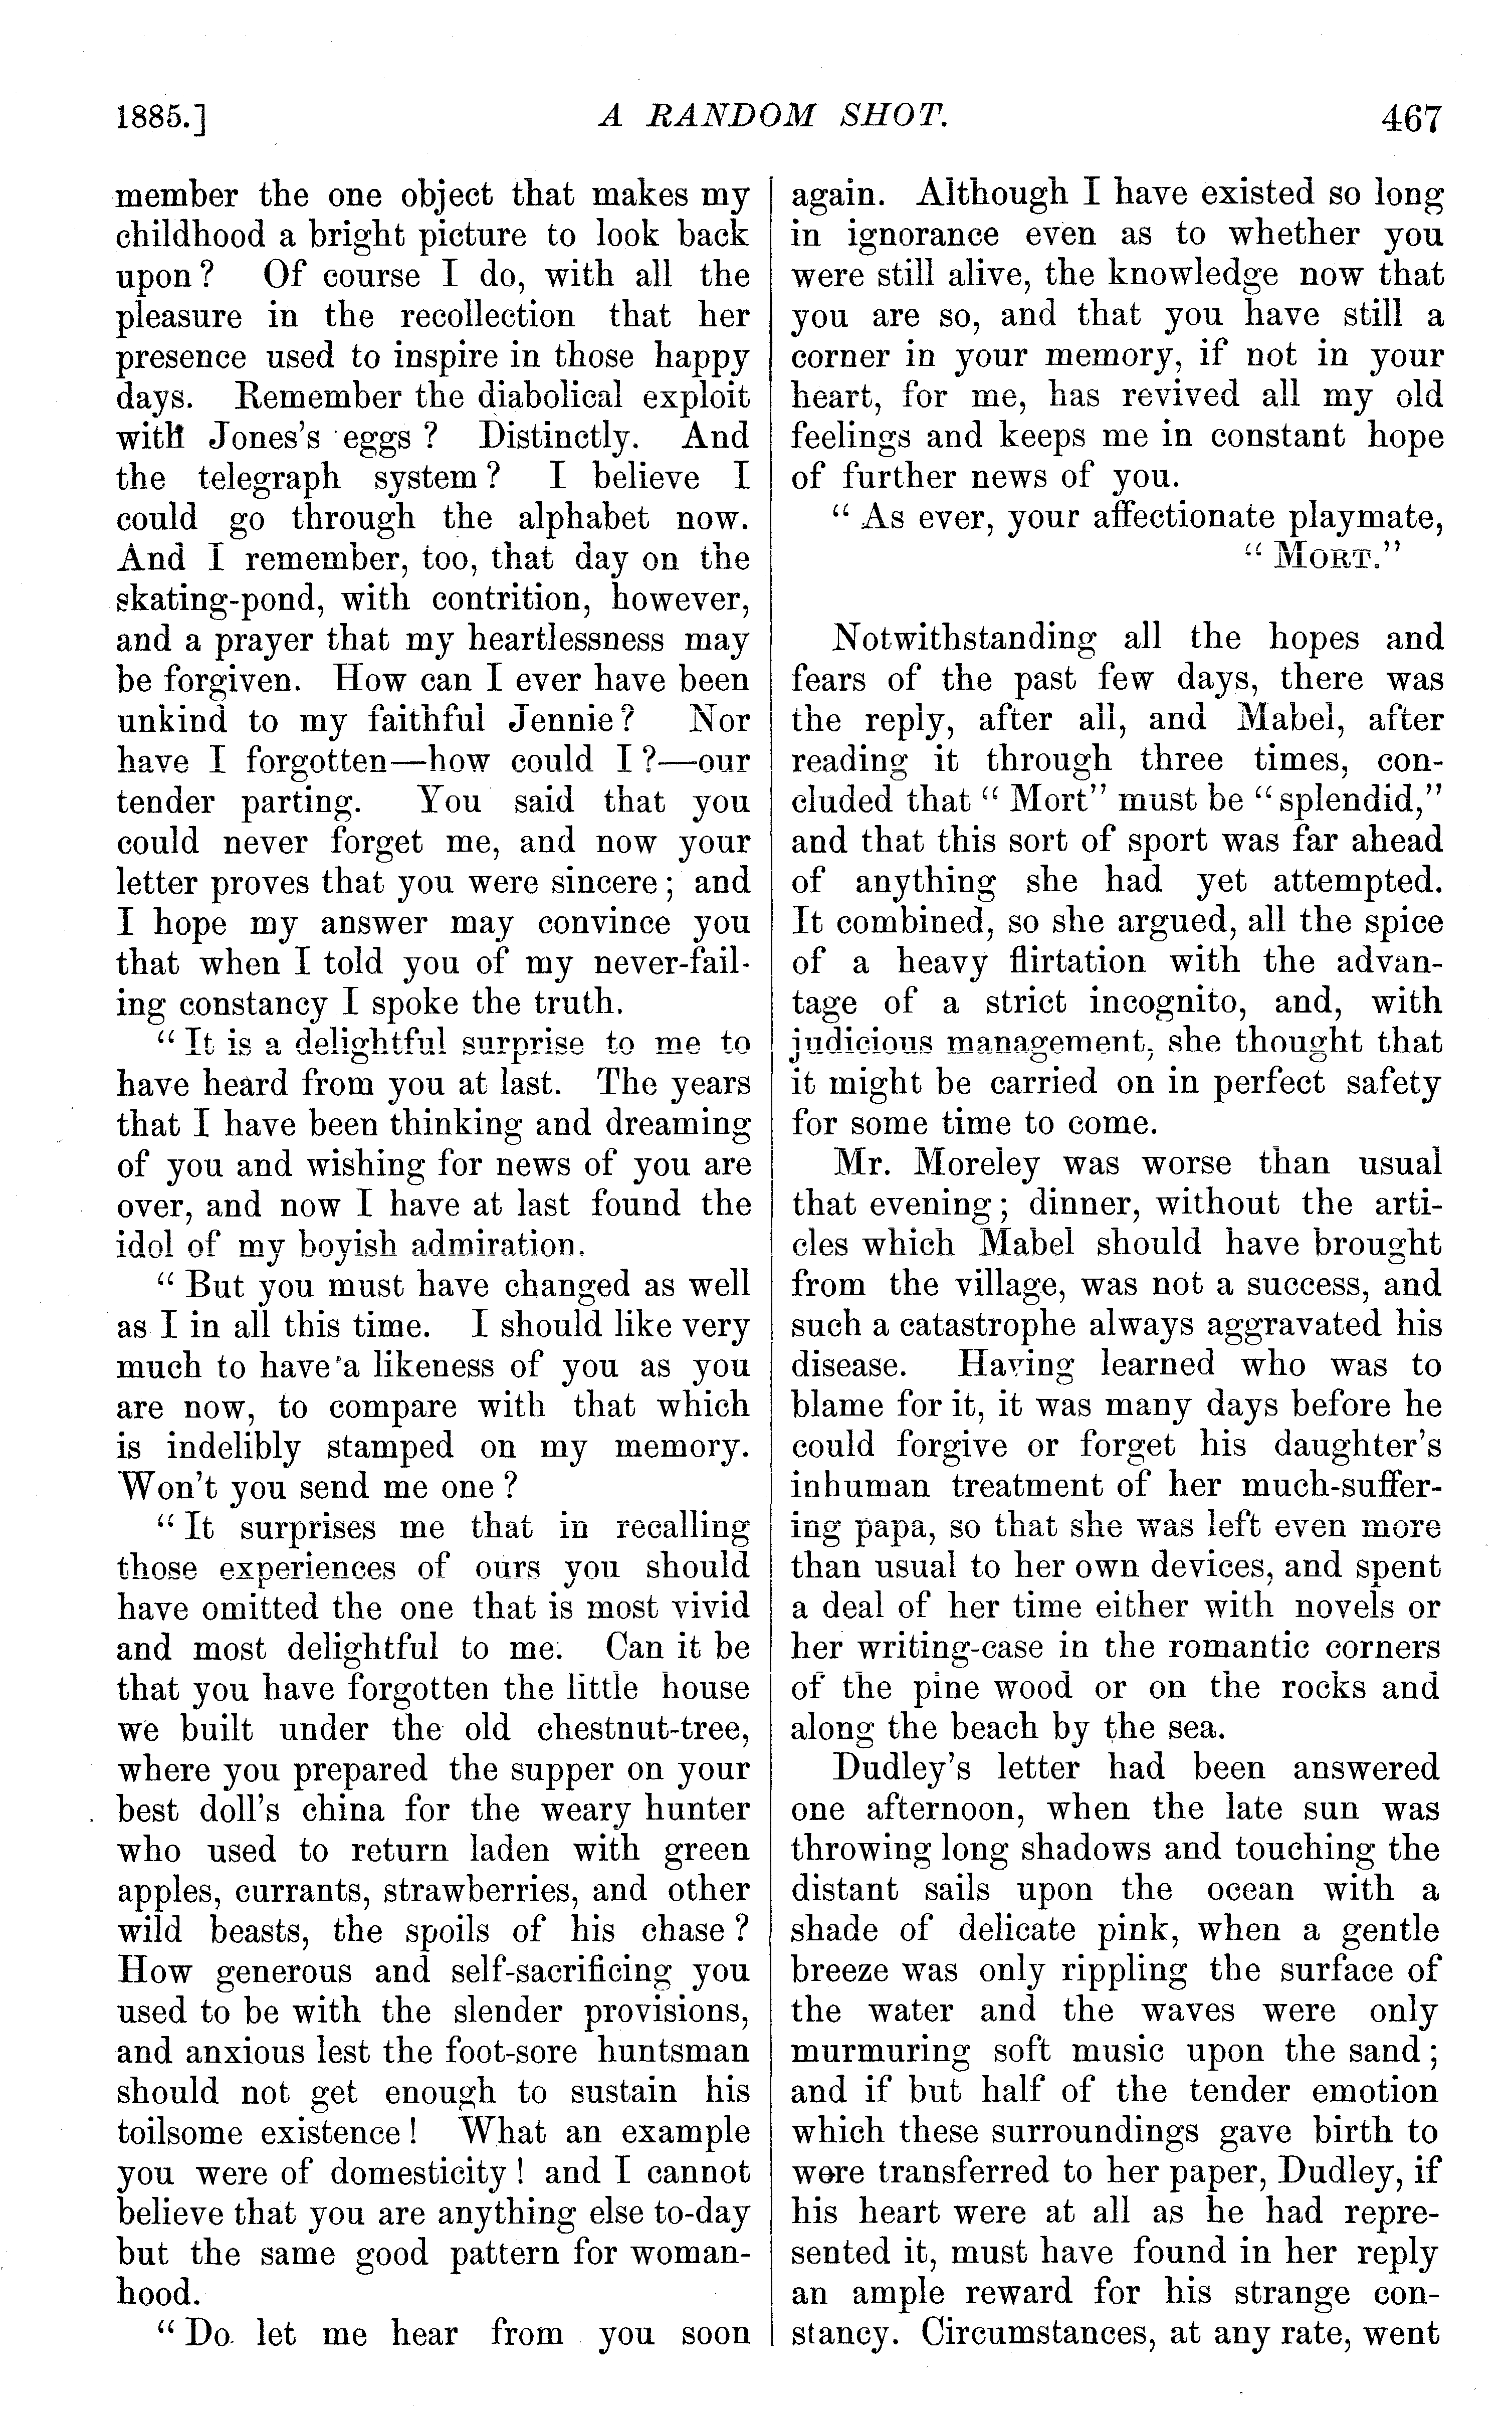 1885.] A RANDOM SHOT. 467
member the one object that makes my
childhood a bright picture to look back
upon? Of course I do, with all the
pleasure in the recollection that her
presence used to inspire in those happy
days. Remember the diabolical exploit
with Jones's eggs? Distinctly. And
the telegraph system? I believe I
could go through the alphabet now.
And I remember, too, that day on the
skating-pond, with contrition, however,
and a prayer that my heartlessness may
be forgiven. How can I ever have been
unkind to my faithful Jennie? Nor
have I forgotten—how could I?—our
tender parting. You said that you
could never forget me, and now your
letter proves that you were sincere; and
I hope my answer may convince you
that when I told you of my never-fail-
ing constancy I spoke the truth.
"It is a delightful surprise to me to
have heard from you at last. The years
that I have been thinking and dreaming
of you and wishing for news of you are
over, and now I have at last found the
idol of my boyish admiration.
"But you must have changed as well
as I in all this time. I should like very
much to have a likeness of you as you
are now, to compare with that which
is indelibly stamped on my memory.
Won't you send me one?
"It surprises me that in recalling
those experiences of ours you should
have omitted the one that is most vivid
and most delightful to me. Can it be
that you have forgotten the little house
we built under the old chestnut-tree,
where you prepared the supper on your
best doll's china for the weary hunter
who used to return laden with green
apples, currants, strawberries, and other
wild beasts, the spoils of his chase?
How generous and self-sacrificing you
used to be with the slender provisions,
and anxious lest the foot-sore huntsman
should not get enough to sustain his
toilsome existence! What an example
you were of domesticity! and I cannot
believe that you are anything else to-day
but the same good pattern for woman-
hood.
"Do let me hear from you soon
again. Although I have existed so long
in ignorance even as to whether you
were still alive, the knowledge now that
you are so, and that you have still a
corner in your memory, if not in your
heart, for me, has revived all my old
feelings and keeps me in constant hope
of further news of you.
"As ever, your affectionate playmate,
"MORT."
Notwithstanding all the hopes and
fears of the past few days, there was
the reply, after all, and Mabel, after
reading it through three times, con-
cluded that "Mort" must be "splendid,"
and that this sort of sport was far ahead
of anything she had yet attempted.
It combined, so she argued, all the spice
of a heavy flirtation with the advan-
tage of a strict incognito, and, with
judicious management, she thought that
it might be carried on in perfect safety
for some time to come.
Mr. Moreley was worse than usual
that evening; dinner, without the arti-
cles which Mabel should have brought
from the village, was not a success, and
such a catastrophe always aggravated his
disease. Having learned who was to
blame for it, it was many days before he
could forgive or forget his daughter's
inhuman treatment of her much-suffer-
ing papa, so that she was left even more
than usual to her own devices, and spent
a deal of her time either with novels or
her writing-case in the romantic corners
of the pine wood or on the rocks and
along the beach by the sea.
Dudley's letter had been answered
one afternoon, when the late sun was
throwing long shadows and touching the
distant sails upon the ocean with a
shade of delicate pink, when a gentle
breeze was only rippling the surface of
the water and the waves were only
murmuring soft music upon the sand;
and if but half of the tender emotion
which these surroundings gave birth to
were transferred to her paper, Dudley, if
his heart were at all as he had repre-
sented it, must have found in her reply
an ample reward for his strange con-
stancy. Circumstances, at any rate, went